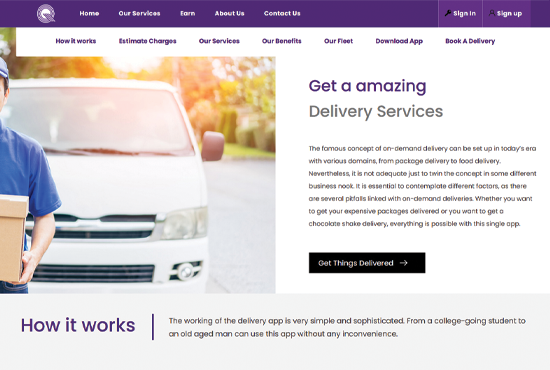 Home Our Services Earn About Us Contact Us Sign in Sign up
How it works Estimate Charges Our Services Our Benefits Our Fleet Download App Book A Delivery
Get a amazing
Delivery Services
The famous concept of on-demand delivery can be set up in today's era
with various domains, from package delivery to food delivery.
Nevertheless, it is not adequate just to twin the concept in some different
business nook. It is essential to contemplate different factors, as there
are several pitfalls linked with on-demand deliveries. Whether you want
to get your expensive packages delivered or you want to get a
chocolate shake delivery, everything is possible with this single app.
Get Things Delivered
How it works
The working of the delivery app is very simple and sophisticated. From a college-going student to
an old aged man can use this app without any inconvenience.